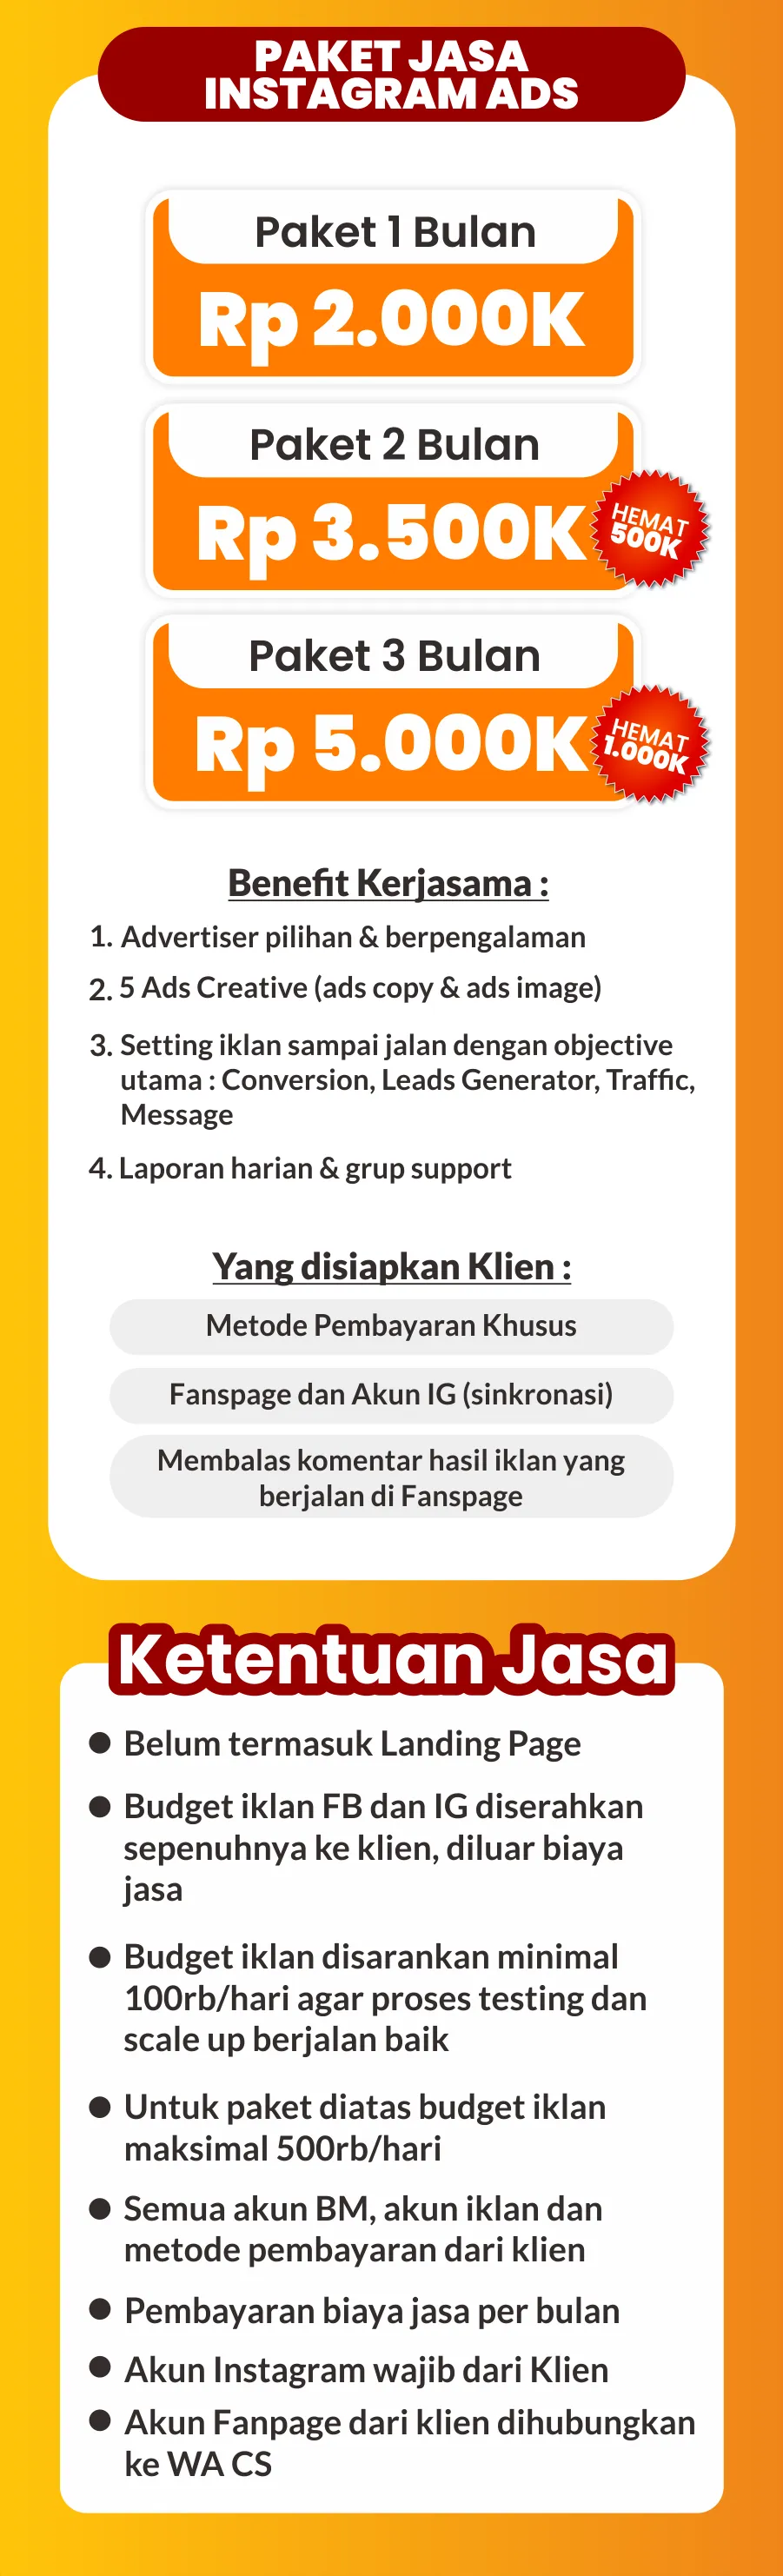 PAKET JASA
INSTAGRAM ADS
Paket 1 Bulan
Rp 2.000K
Paket 2 Bulan
Rp 3.500K
HEMAT
500K
Paket 3 Bulan
Rp 5.000K
HEMAT
1.000K
Benefit Kerjasama :
1. Advertiser pilihan & berpengalaman
2. 5 Ads Creative (ads copy & ads image)
3. Setting iklan sampai jalan dengan objective
utama : Conversion, Leads Generator, Traffic,
Message
4. Laporan harian & grup support
Yang disiapkan Klien :
Metode Pembayaran Khusus
Fanspage dan Akun IG (sinkronasi)
Membalas komentar hasil iklan yang
berjalan di Fanspage
Ketentuan Jasa
● Belum termasuk Landing Page
● Budget iklan FB dan IG diserahkan
sepenuhnya ke klien, diluar biaya
jasa
● Budget iklan disarankan minimal
100rb/hari agar proses testing dan
scale up berjalan baik
● Untuk paket diatas budget iklan
maksimal 500rb/hari
● Semua akun BM, akun iklan dan
metode pembayaran dari klien
● Pembayaran biaya jasa per bulan
● Akun Instagram wajib dari Klien
● Akun Fanpage dari klien dihubungkan
ke WA CS